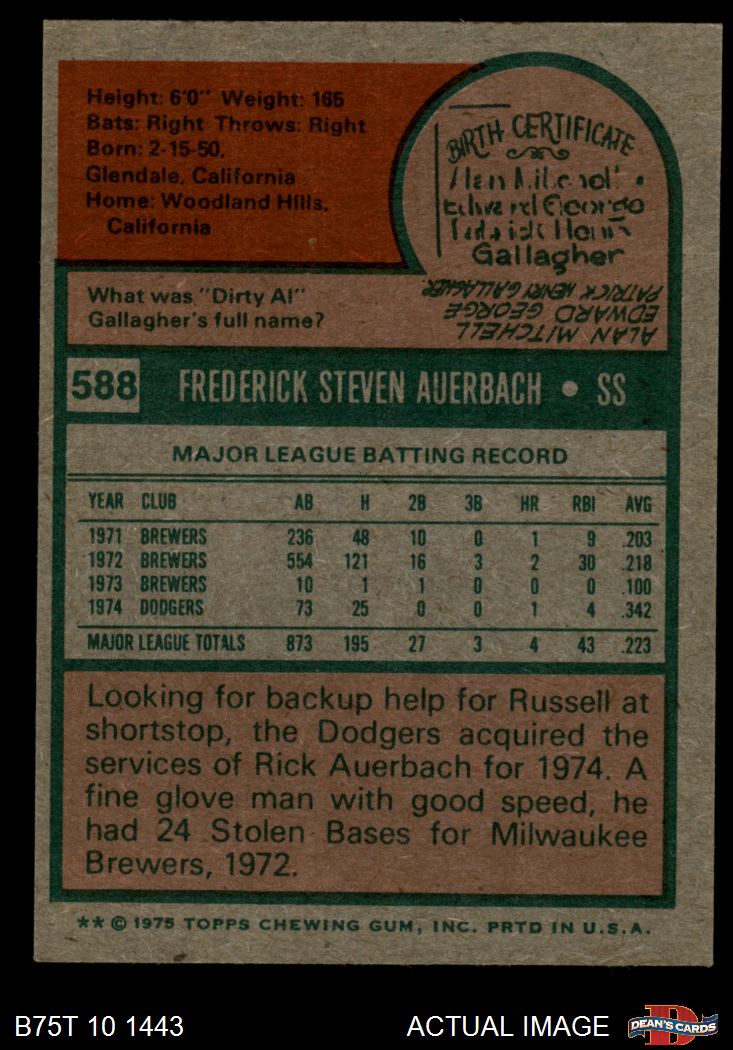 Height: 6'0" Weight: 165
Bats: Right Throws: Right
Born: 2-15-50,
Glendale, California
Home: Woodland Hills,
California
BIRTH CERTIFICATE
Gallagher
ALAN MITCHELL
EDWARD GEORGE
PATRICK HENRY GALLAGHER.
What was "Dirty Al"
Gallagher's full name?
588 FREDERICK STEVEN AUERBACH • SS
MAJOR LEAGUE BATTING RECORD
YEAR CLUB AB H 2B 3B HR RBI AVG
1971 BREWERS 236 48 10 0 1 9 .203
1972 BREWERS 554 121 16 3 2 30 .218
1973 BREWERS 10 1 1 0 0 0 .100
1974 DODGERS 73 25 0 0 1 4 .342
MAJOR LEAGUE TOTALS 873 195 27 3 4 43 .223
Looking for backup help for Russell at
shortstop, the Dodgers acquired the
services of Rick Auerbach for 1974. A
fine glove man with good speed, he
had 24 Stolen Bases for Milwaukee
Brewers, 1972.
** © 1975 TOPPS CHEWING GUM, INC. PRTD IN U.S.A.
B75T 10 1443 ACTUAL IMAGE
DEAN'S CARDS